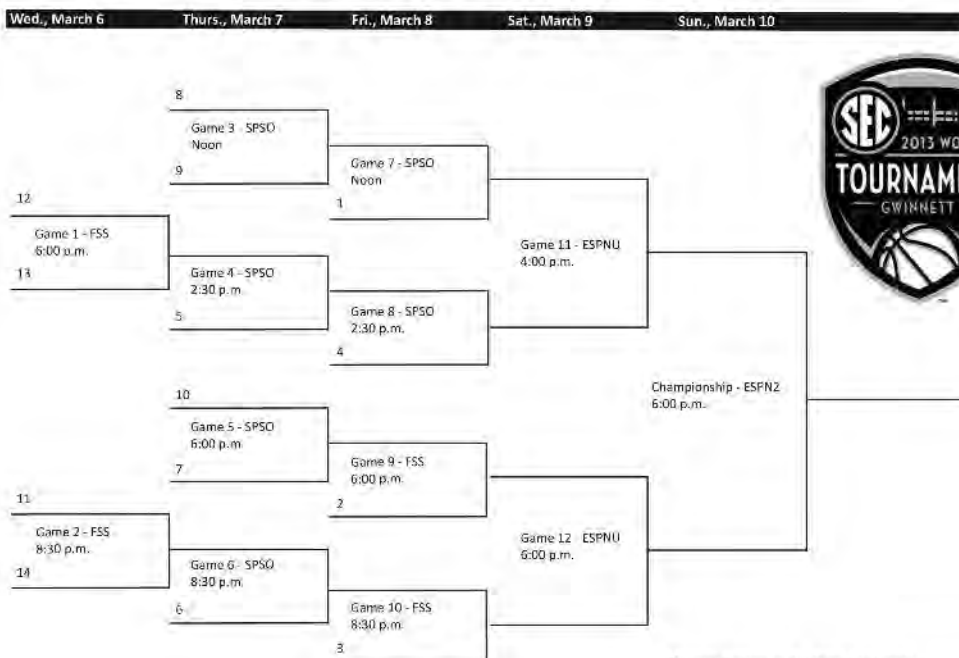 Wed., March 6 Thurs., March 7 Fri., March 8 Sat., March 9 Sun., March 10
8
Game 3 - SPSO
Noon
9
12
Game 1 - FSS
6:00 p.m.
13
Game 4 - SPSO
2:30 p.m.
5
Game 7 - SPSO
Noon
1
Game 8 - SPSO
2:30 p.m.
4
Game 11 - ESPNU
4:00 p.m.
10
Game 5 - SPSO
6:00 p.m.
7
11
Game 2 - FSS
8:30 p.m.
14
Game 6 - SPSO
8:30 p.m.
6
Game 9 - FSS
6:00 p.m.
2
Game 10 - FSS
8:30 p.m.
3
Game 12 ESPNU
6:00 p.m.
Championship - ESPN2
6:00 p.m.
SEC
2013 WO
TOURNAM
GWINNETT